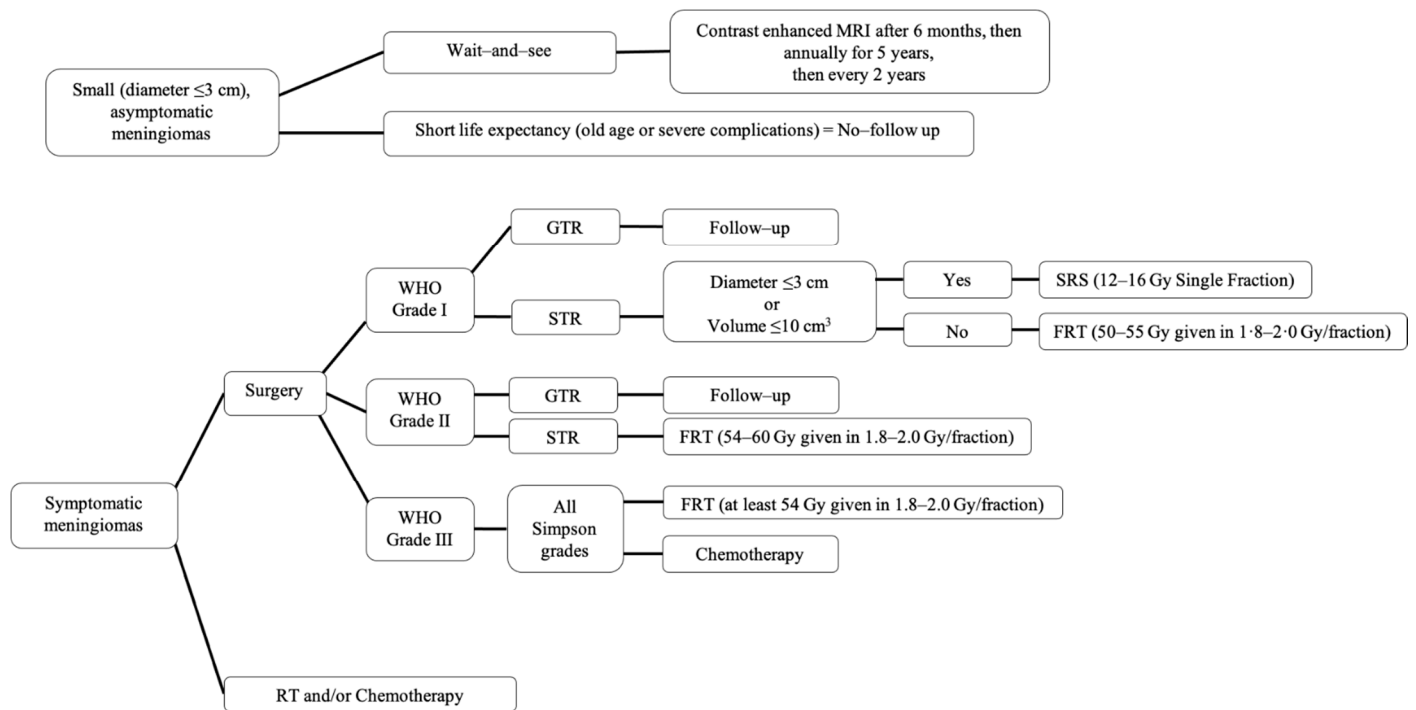 Wait–and–see
Contrast enhanced MRI after 6 months, then
annually for 5 years,
then every 2 years
Small (diameter ≤3 cm),
asymptomatic
meningiomas
Short life expectancy (old age or severe complications) = No–follow up
GTR
Follow–up
WHO
Grade I
STR
Diameter ≤3 cm
or
Volume ≤10 cm³
Yes
SRS (12–16 Gy Single Fraction)
No
FRT (50–55 Gy given in 1·8–2·0 Gy/fraction)
Surgery
WHO
Grade II
GTR
Follow–up
STR
FRT (54–60 Gy given in 1.8–2.0 Gy/fraction)
Symptomatic
meningiomas
WHO
Grade III
All
Simpson
grades
FRT (at least 54 Gy given in 1.8–2.0 Gy/fraction)
Chemotherapy
RT and/or Chemotherapy